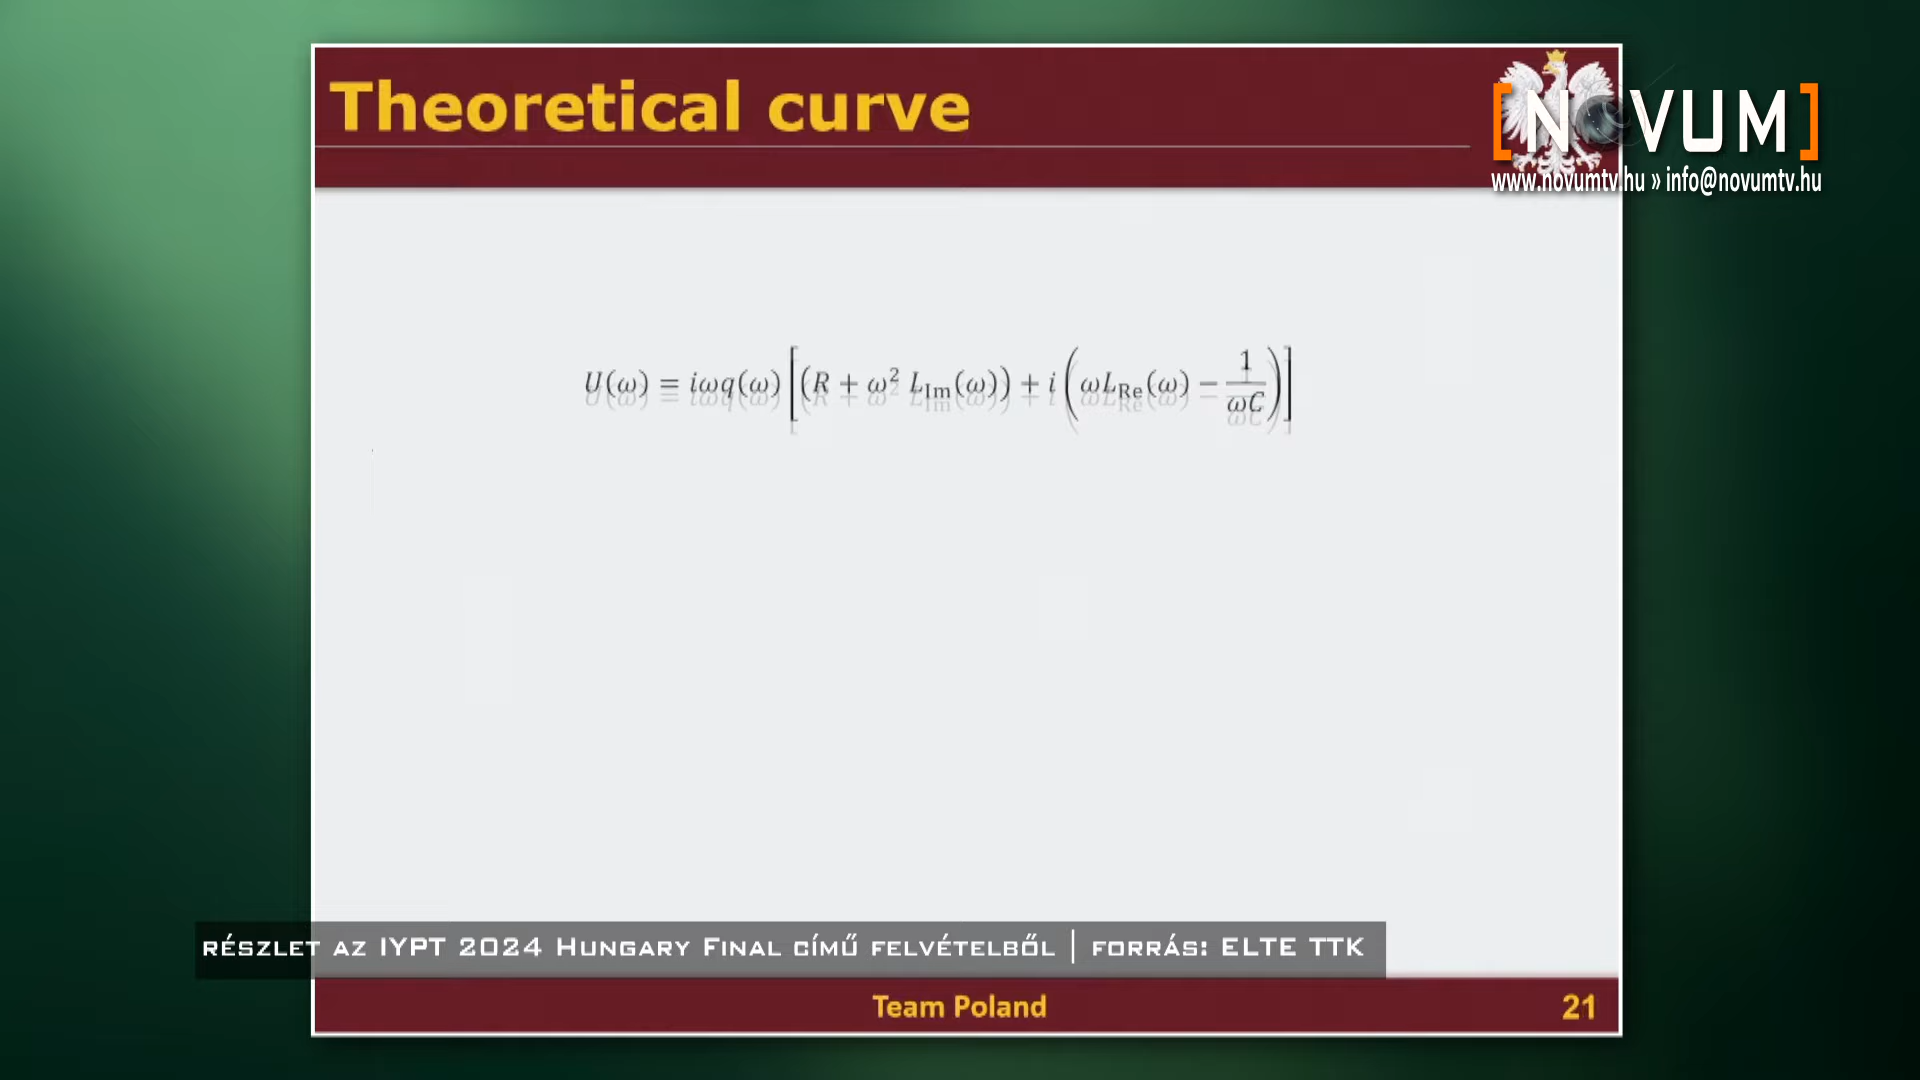 Theoretical curve
[NOVUM]
www.novumtv.hu » info@novumtv.hu
U(ω) ≡ iωq(ω) [(R + ω² L_Im(ω)) + i (ωL_Re(ω) − 1/ωC)]
RÉSZLET AZ IYPT 2024 HUNGARY FINAL CÍMŰ FELVÉTELBŐL | FORRÁS: ELTE TTK
Team Poland
21